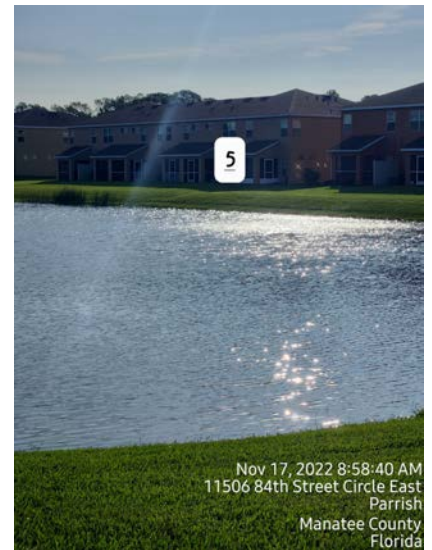 5
Nov 17, 2022 8:58:40 AM
11506 84th Street Circle East
Parrish
Manatee County
Florida